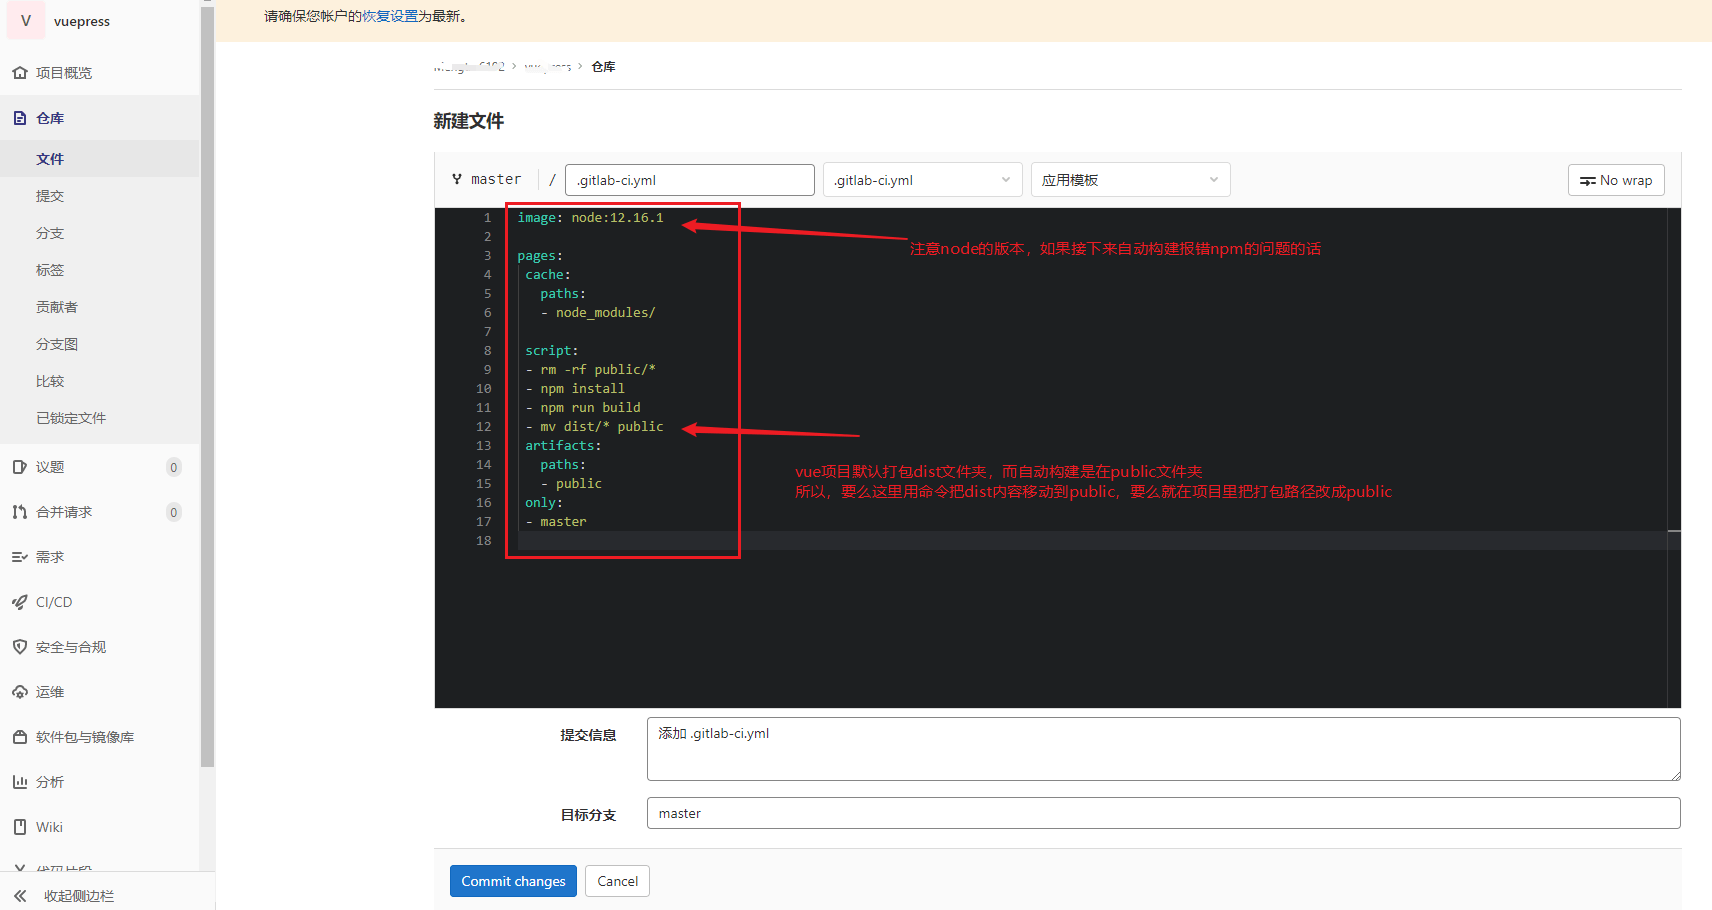 V vuepress
项目概览
仓库
文件
提交
分支
标签
贡献者
分支图
比较
已锁定文件
议题 0
合并请求 0
需求
CI/CD
安全与合规
运维
软件包与镜像库
分析
Wiki
代码片段
收起侧边栏
请确保您帐户的恢复设置为最新。
仓库
新建文件
master / .gitlab-ci.yml .gitlab-ci.yml 应用模板 No wrap
1 image: node:12.16.1
2
3 pages:
4 cache:
5 paths:
6 - node_modules/
7
8 script:
9 - rm -rf public/*
10 - npm install
11 - npm run build
12 - mv dist/* public
13 artifacts:
14 paths:
15 - public
16 only:
17 - master
18
注意node的版本，如果接下来自动构建报错npm的问题的话
vue项目默认打包dist文件夹，而自动构建是在public文件夹
所以，要么这里用命令把dist内容移动到public，要么就在项目里把打包路径改成public
提交信息 添加 .gitlab-ci.yml
目标分支 master
Commit changes Cancel